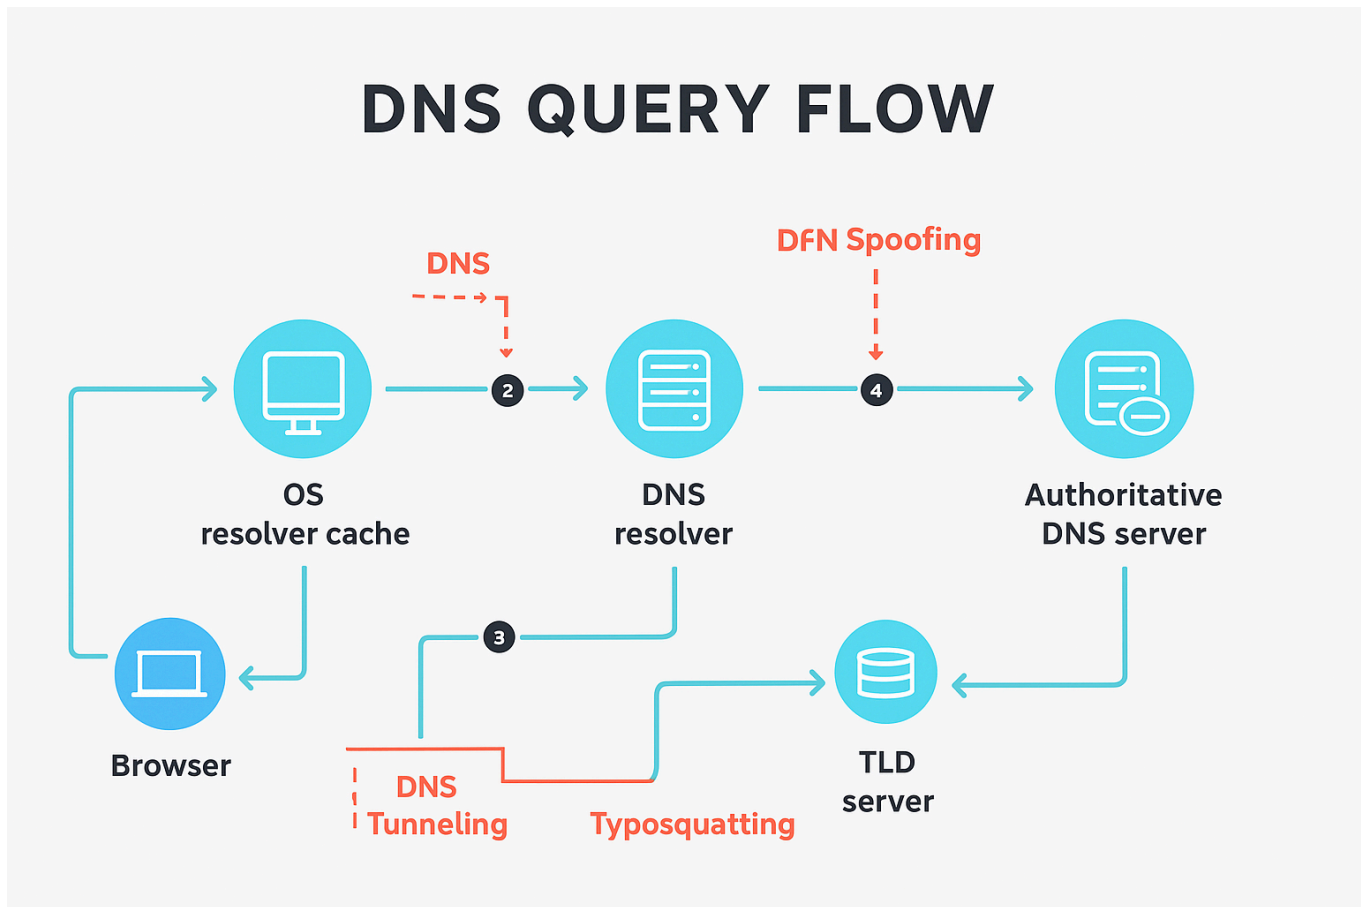 DNS QUERY FLOW
DNS
DFN Spoofing
2
4
OS
resolver cache
DNS
resolver
Authoritative
DNS server
3
Browser
TLD
server
DNS
Tunneling
Typosquatting